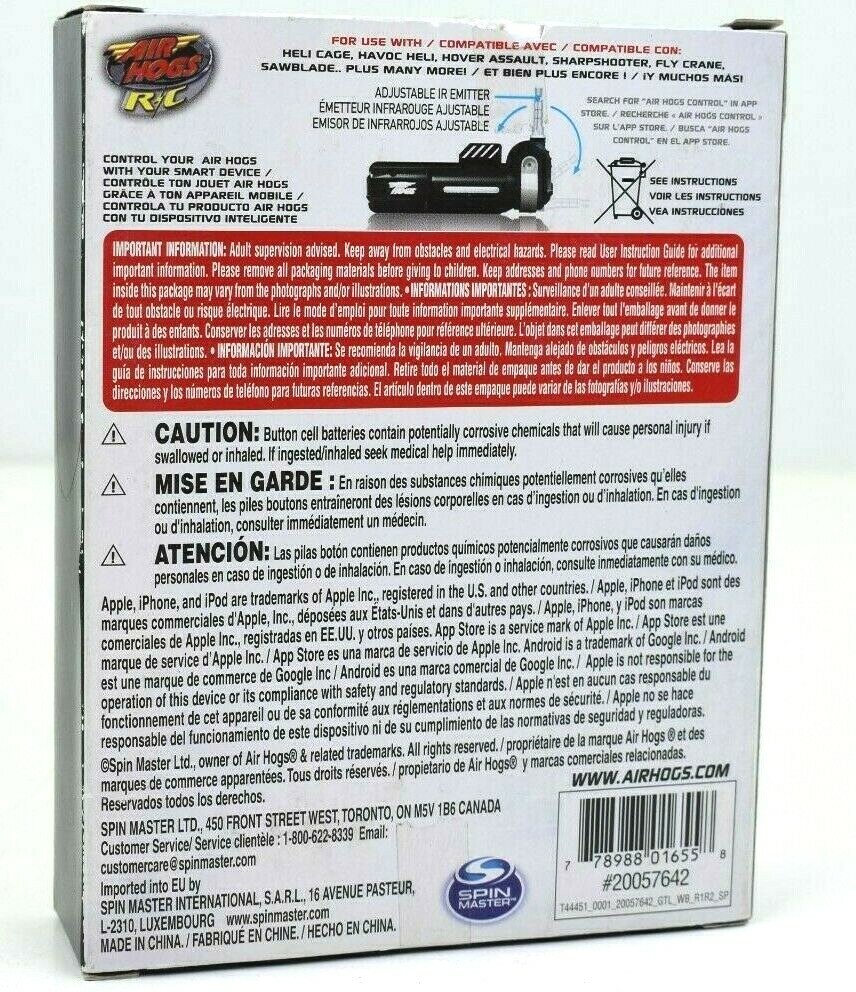 AIR
HOGS
R/C
FOR USE WITH / COMPATIBLE AVEC / COMPATIBLE CON:
HELI CAGE, HAVOC HELI, HOVER ASSAULT, SHARPSHOOTER, FLY CRANE,
SAWBLADE.. PLUS MANY MORE! / ET BIEN PLUS ENCORE ! / ¡Y MUCHOS MÁS!
ADJUSTABLE IR EMITTER
ÉMETTEUR INFRAROUGE AJUSTABLE
EMISOR DE INFRARROJOS AJUSTABLE
SEARCH FOR "AIR HOGS CONTROL" IN APP
STORE. / RECHERCHE « AIR HOGS CONTROL »
SUR L'APP STORE. / BUSCA "AIR HOGS
CONTROL" EN EL APP STORE.
CONTROL YOUR AIR HOGS
WITH YOUR SMART DEVICE /
CONTRÔLE TON JOUET AIR HOGS
GRÂCE À TON APPAREIL MOBILE /
CONTROLA TU PRODUCTO AIR HOGS
CON TU DISPOSITIVO INTELIGENTE
SEE INSTRUCTIONS
VOIR LES INSTRUCTIONS
VEA INSTRUCCIONES
IMPORTANT INFORMATION: Adult supervision advised. Keep away from obstacles and electrical hazards. Please read User Instruction Guide for additional
important information. Please remove all packaging materials before giving to children. Keep addresses and phone numbers for future reference. The item
inside this package may vary from the photographs and/or illustrations. • INFORMATIONS IMPORTANTES : Surveillance d'un adulte conseillée. Maintenir à l'écart
de tout obstacle ou risque électrique. Lire le mode d'emploi pour toute information importante supplémentaire. Enlever tout l'emballage avant de donner le
produit à des enfants. Conserver les adresses et les numéros de téléphone pour référence ultérieure. L'objet dans cet emballage peut différer des photographies
et/ou des illustrations. • INFORMACIÓN IMPORTANTE: Se recomienda la vigilancia de un adulto. Mantenga alejado de obstáculos y peligros eléctricos. Lea la
guía de instrucciones para toda información importante adicional. Retire todo el material de empaque antes de dar el producto a los niños. Conserve las
direcciones y los números de teléfono para futuras referencias. El artículo dentro de este empaque puede variar de las fotografías y/o ilustraciones.
CAUTION: Button cell batteries contain potentially corrosive chemicals that will cause personal injury if
swallowed or inhaled. If ingested/inhaled seek medical help immediately.
MISE EN GARDE : En raison des substances chimiques potentiellement corrosives qu'elles
contiennent, les piles boutons entraîneront des lésions corporelles en cas d'ingestion ou d'inhalation. En cas d'ingestion
ou d'inhalation, consulter immédiatement un médecin.
ATENCIÓN: Las pilas botón contienen productos químicos potencialmente corrosivos que causarán daños
personales en caso de ingestión o de inhalación. En caso de ingestión o inhalación, consulte inmediatamente con su médico.
Apple, iPhone, and iPod are trademarks of Apple Inc., registered in the U.S. and other countries. / Apple, iPhone et iPod sont des
marques commerciales d'Apple, Inc., déposées aux États-Unis et dans d'autres pays. / Apple, iPhone, y iPod son marcas
comerciales de Apple Inc., registradas en EE.UU. y otros países. App Store is a service mark of Apple Inc. / App Store est une
marque de service d'Apple Inc. / App Store es una marca de servicio de Apple Inc. Android is a trademark of Google Inc. / Android
est une marque de commerce de Google Inc / Android es una marca comercial de Google Inc. / Apple is not responsible for the
operation of this device or its compliance with safety and regulatory standards. / Apple n'est en aucun cas responsable du
fonctionnement de cet appareil ou de sa conformité aux réglementations et aux normes de sécurité. / Apple no se hace
responsable del funcionamiento de este dispositivo ni de su cumplimiento de las normativas de seguridad y reguladoras.
©Spin Master Ltd., owner of Air Hogs® & related trademarks. All rights reserved. / propriétaire de la marque Air Hogs ® et des
marques de commerce apparentées. Tous droits réservés. / propietario de Air Hogs® y marcas comerciales relacionadas.
Reservados todos los derechos.
WWW.AIRHOGS.COM
SPIN MASTER LTD., 450 FRONT STREET WEST, TORONTO, ON M5V 1B6 CANADA
Customer Service/ Service clientèle : 1-800-622-8339 Email:
customercare@spinmaster.com
Imported into EU by
SPIN MASTER INTERNATIONAL, S.A.R.L., 16 AVENUE PASTEUR,
L-2310, LUXEMBOURG www.spinmaster.com
MADE IN CHINA. / FABRIQUÉ EN CHINE. / HECHO EN CHINA.
SPIN
MASTER™
7 78988 01655 8
#20057642
T44451_0001_20057642_GTL_WB_R1R2_SP